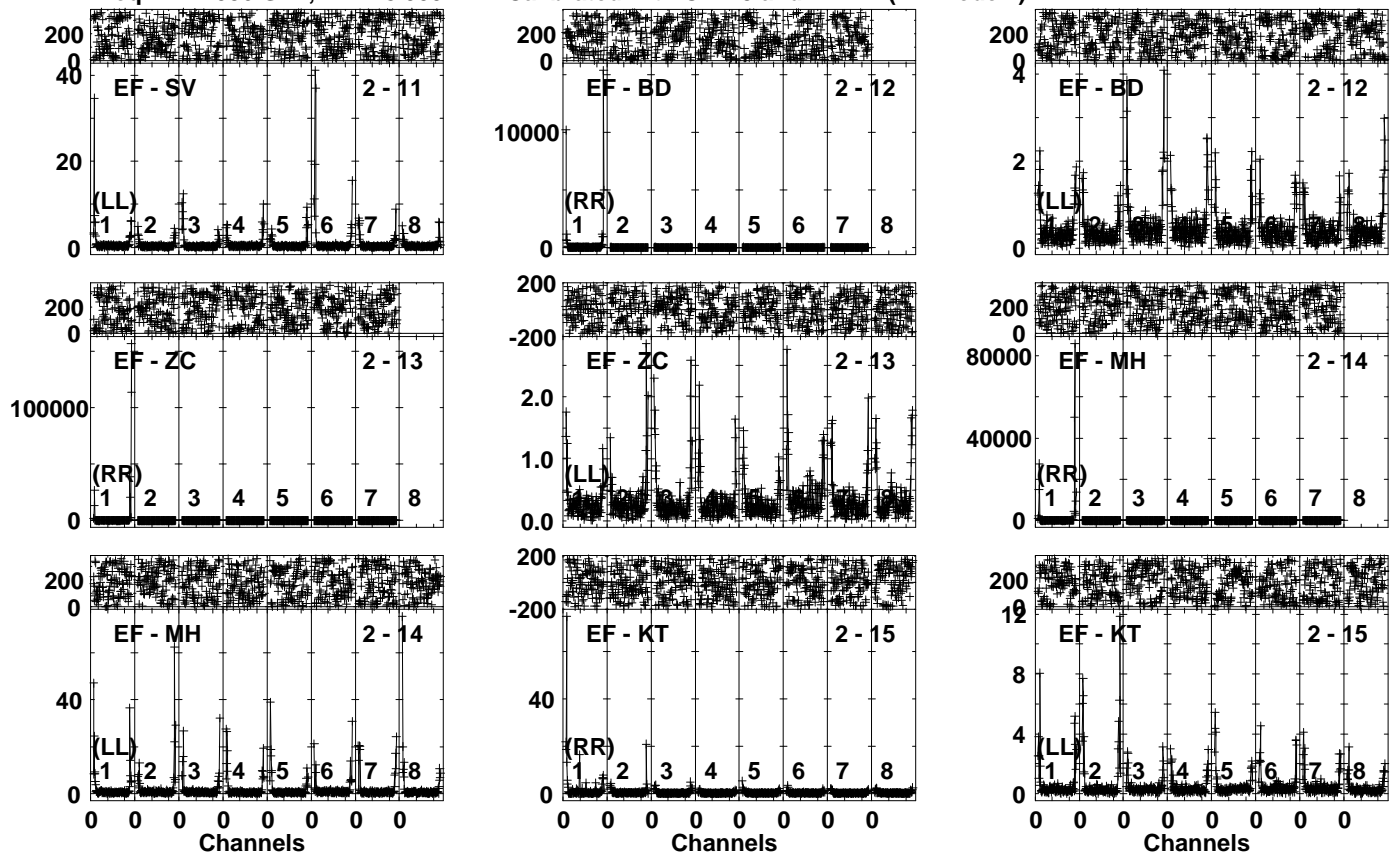 200
0
40
20
0
EF - SV
2 - 11
(LL)
1 2 3 4 5 6 7 8
200
0
10000
0
EF - BD
2 - 12
(RR)
1 2 3 4 5 6 7 8
200
0
4
2
0
EF - BD
2 - 12
(LL)
200
0
100000
0
EF - ZC
2 - 13
(RR)
1 2 3 4 5 6 7 8
200
-200
2.0
1.0
0.0
EF - ZC
2 - 13
(LL)
200
0
80000
40000
0
EF - MH
2 - 14
(RR)
1 2 3 4 5 6 7 8
200
0
40
0
EF - MH
2 - 14
(LL)
1 2 3 4 5 6 7 8
0 0 0 0 0 0 0 0
Channels
200
-200
40
0
EF - KT
2 - 15
(RR)
1 2 3 4 5 6 7 8
0 0 0 0 0 0 0 0
Channels
200
0
12
8
4
0
EF - KT
2 - 15
(LL)
1 2 3 4 5 6 7 8
0 0 0 0 0 0 0 0
Channels